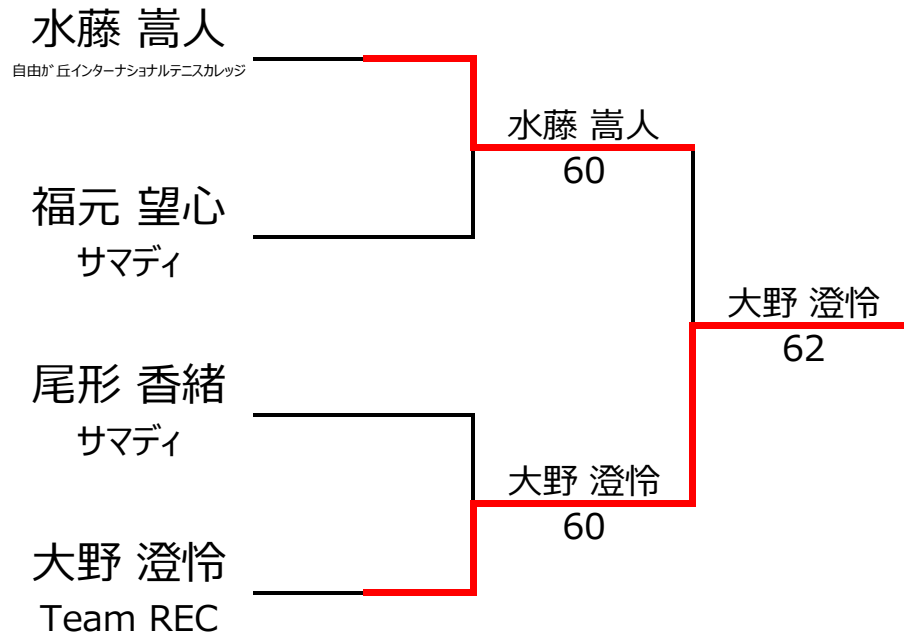 水藤 嵩人
自由が丘インターナショナルテニスカレッジ
水藤 嵩人
60
福元 望心
サマディ
大野 澄怜
62
尾形 香緒
サマディ
大野 澄怜
60
大野 澄怜
Team REC